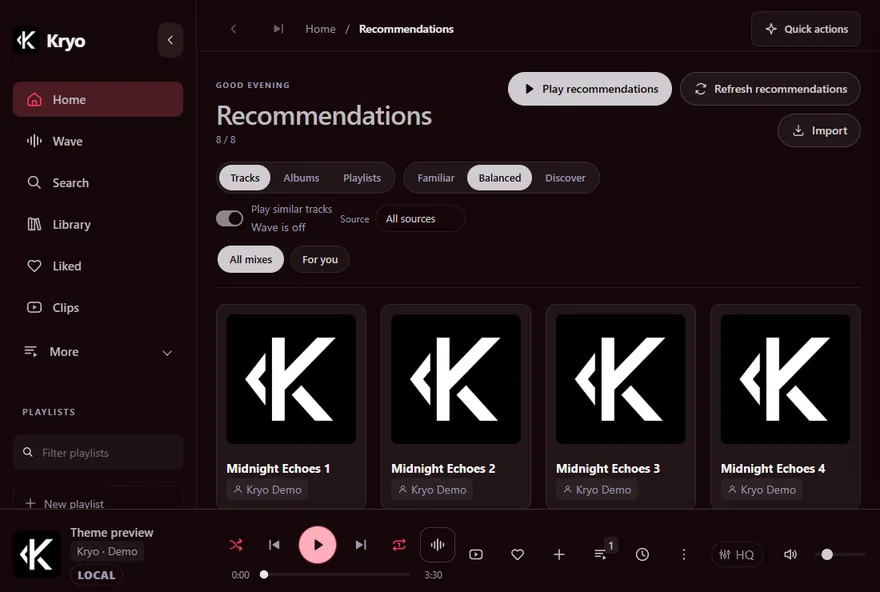 Kryo
Home
Wave
Search
Library
Liked
Clips
More
PLAYLISTS
Filter playlists
New playlist
Home / Recommendations
Quick actions
GOOD EVENING
Recommendations
8 / 8
Play recommendations
Refresh recommendations
Import
Tracks Albums Playlists
Familiar Balanced Discover
Play similar tracks
Wave is off
Source
All sources
All mixes For you
Midnight Echoes 1
Kryo Demo
Midnight Echoes 2
Kryo Demo
Midnight Echoes 3
Kryo Demo
Midnight Echoes 4
Kryo Demo
Theme preview
Kryo · Demo
LOCAL
0:00
3:30
1
HQ